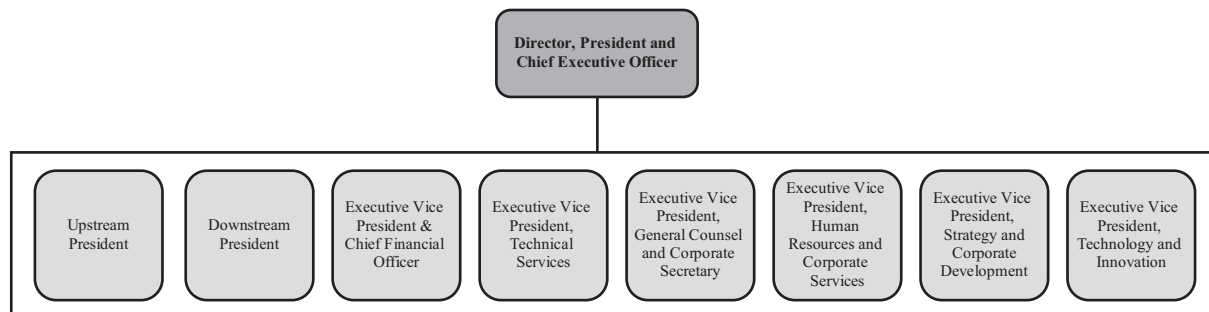 Director, President and
Chief Executive Officer
Upstream
President
Downstream
President
Executive Vice
President &
Chief Financial
Officer
Executive Vice
President,
Technical
Services
Executive Vice
President,
General Counsel
and Corporate
Secretary
Executive Vice
President,
Human
Resources and
Corporate
Services
Executive Vice
President,
Strategy and
Corporate
Development
Executive Vice
President,
Technology and
Innovation